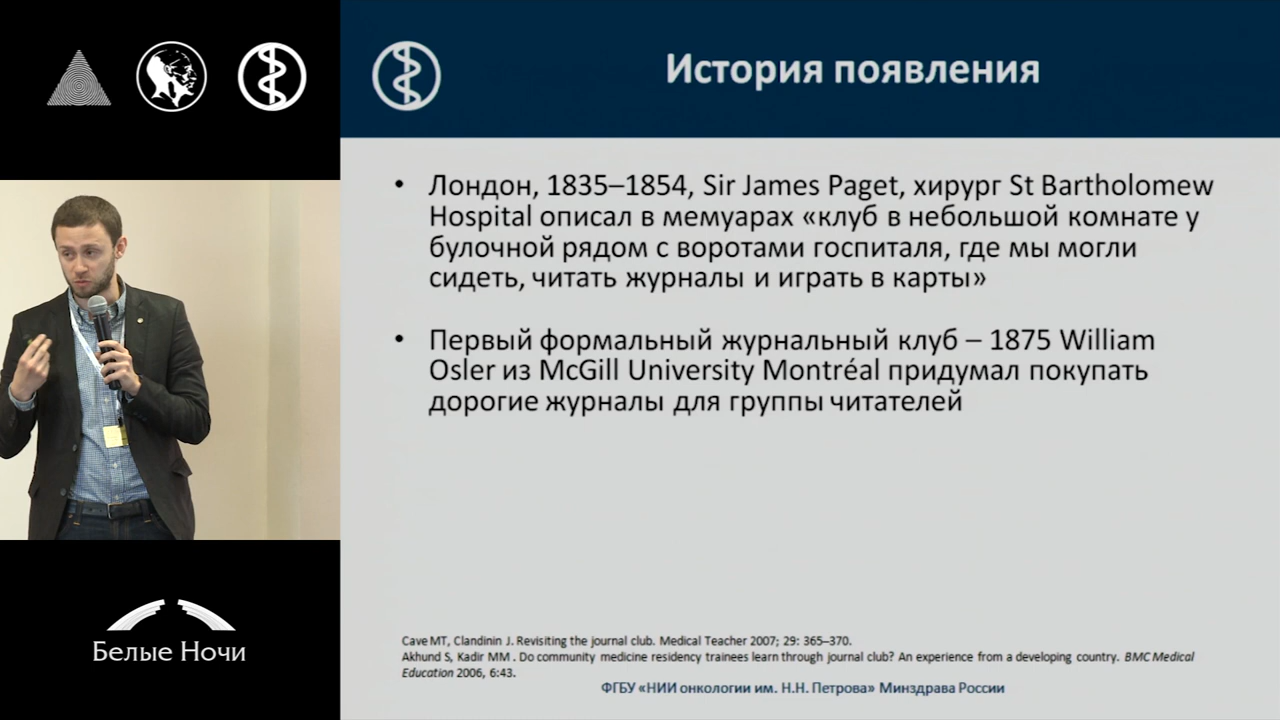 История появления
• Лондон, 1835–1854, Sir James Paget, хирург St Bartholomew
Hospital описал в мемуарах «клуб в небольшой комнате у
булочной рядом с воротами госпиталя, где мы могли
сидеть, читать журналы и играть в карты»
• Первый формальный журнальный клуб – 1875 William
Osler из McGill University Montréal придумал покупать
дорогие журналы для группы читателей
Cave MT, Clandinin J. Revisiting the journal club. Medical Teacher 2007; 29: 365–370.
Akhund S, Kadir MM . Do community medicine residency trainees learn through journal club? An experience from a developing country. BMC Medical
Education 2006, 6:43.
ФГБУ «НИИ онкологии им. Н.Н. Петрова» Минздрава России
Белые Ночи